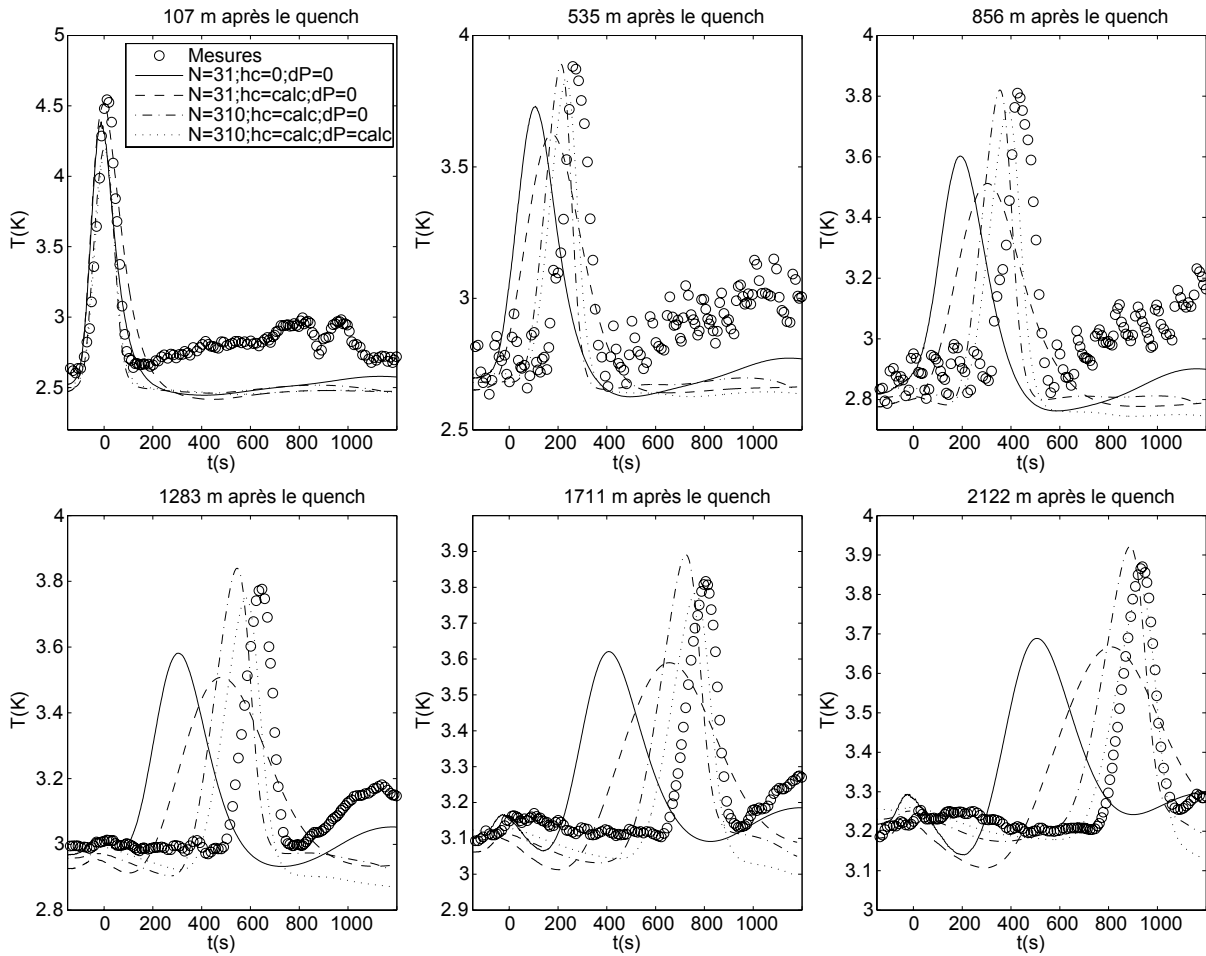 107 m après le quench
5
4.5
4
3.5
3
2.5
T(K)
0 200 400 600 800 1000
t(s)
Mesures
N=31;hc=0;dP=0
N=31;hc=calc;dP=0
N=310;hc=calc;dP=0
N=310;hc=calc;dP=calc
535 m après le quench
4
3.5
3
2.5
T(K)
0 200 400 600 800 1000
t(s)
856 m après le quench
4
3.8
3.6
3.4
3.2
3
2.8
T(K)
0 200 400 600 800 1000
t(s)
1283 m après le quench
4
3.8
3.6
3.4
3.2
3
2.8
T(K)
0 200 400 600 800 1000
t(s)
1711 m après le quench
3.9
3.8
3.7
3.6
3.5
3.4
3.3
3.2
3.1
3
2.9
T(K)
0 200 400 600 800 1000
t(s)
2122 m après le quench
4
3.9
3.8
3.7
3.6
3.5
3.4
3.3
3.2
3.1
3
T(K)
0 200 400 600 800 1000
t(s)